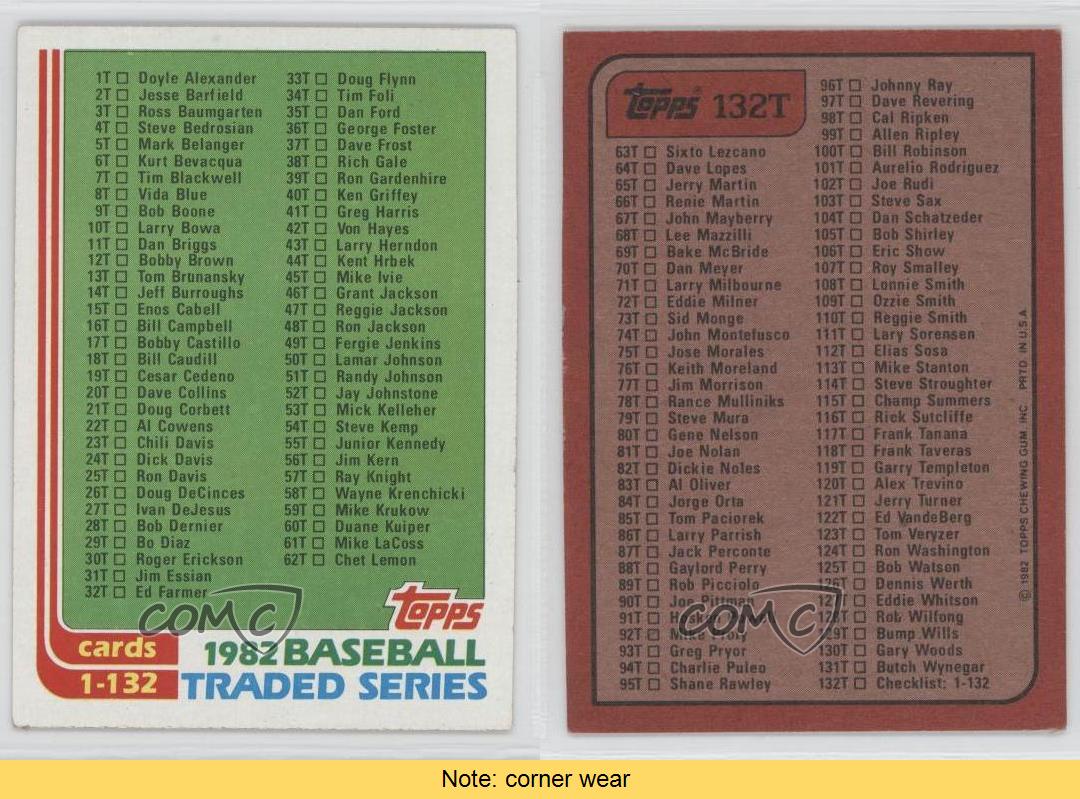 1T Doyle Alexander
2T Jesse Barfield
3T Ross Baumgarten
4T Steve Bedrosian
5T Mark Belanger
6T Kurt Bevacqua
7T Tim Blackwell
8T Vida Blue
9T Bob Boone
10T Larry Bowa
11T Dan Briggs
12T Bobby Brown
13T Tom Brunansky
14T Jeff Burroughs
15T Enos Cabell
16T Bill Campbell
17T Bobby Castillo
18T Bill Caudill
19T Cesar Cedeno
20T Dave Collins
21T Doug Corbett
22T Al Cowens
23T Chili Davis
24T Dick Davis
25T Ron Davis
26T Doug DeCinces
27T Ivan DeJesus
28T Bob Dernier
29T Bo Diaz
30T Roger Erickson
31T Jim Essian
32T Ed Farmer
33T Doug Flynn
34T Tim Foli
35T Dan Ford
36T George Foster
37T Dave Frost
38T Rich Gale
39T Ron Gardenhire
40T Ken Griffey
41T Greg Harris
42T Von Hayes
43T Larry Herndon
44T Kent Hrbek
45T Mike Ivie
46T Grant Jackson
47T Reggie Jackson
48T Ron Jackson
49T Fergie Jenkins
50T Lamar Johnson
51T Randy Johnson
52T Jay Johnstone
53T Mick Kelleher
54T Steve Kemp
55T Junior Kennedy
56T Jim Kern
57T Ray Knight
58T Wayne Krenchicki
59T Mike Krukow
60T Duane Kuiper
61T Mike LaCoss
62T Chet Lemon
COMC
Topps
cards
1-132
1982 BASEBALL
TRADED SERIES
Topps® 132T
63T Sixto Lezcano
64T Dave Lopes
65T Jerry Martin
66T Renie Martin
67T John Mayberry
68T Lee Mazzilli
69T Bake McBride
70T Dan Meyer
71T Larry Milbourne
72T Eddie Milner
73T Sid Monge
74T John Montefusco
75T Jose Morales
76T Keith Moreland
77T Jim Morrison
78T Rance Mulliniks
79T Steve Mura
80T Gene Nelson
81T Joe Nolan
82T Dickie Noles
83T Al Oliver
84T Jorge Orta
85T Tom Paciorek
86T Larry Parrish
87T Jack Perconte
88T Gaylord Perry
89T Rob Picciolo
90T Joe Pittman
91T
92T
93T Greg Pryor
94T Charlie Puleo
95T Shane Rawley
96T Johnny Ray
97T Dave Revering
98T Cal Ripken
99T Allen Ripley
100T Bill Robinson
101T Aurelio Rodriguez
102T Joe Rudi
103T Steve Sax
104T Dan Schatzeder
105T Bob Shirley
106T Eric Show
107T Roy Smalley
108T Lonnie Smith
109T Ozzie Smith
110T Reggie Smith
111T Lary Sorensen
112T Elias Sosa
113T Mike Stanton
114T Steve Stroughter
115T Champ Summers
116T Rick Sutcliffe
117T Frank Tanana
118T Frank Taveras
119T Garry Templeton
120T Alex Trevino
121T Jerry Turner
122T Ed VandeBerg
123T Tom Veryzer
124T Ron Washington
125T Bob Watson
126T Dennis Werth
127T Eddie Whitson
128T Rob Wilfong
129T Bump Wills
130T Gary Woods
131T Butch Wynegar
132T Checklist: 1-132
COMC
© 1982 TOPPS CHEWING GUM, INC. PRTD. IN U.S.A.
Note: corner wear